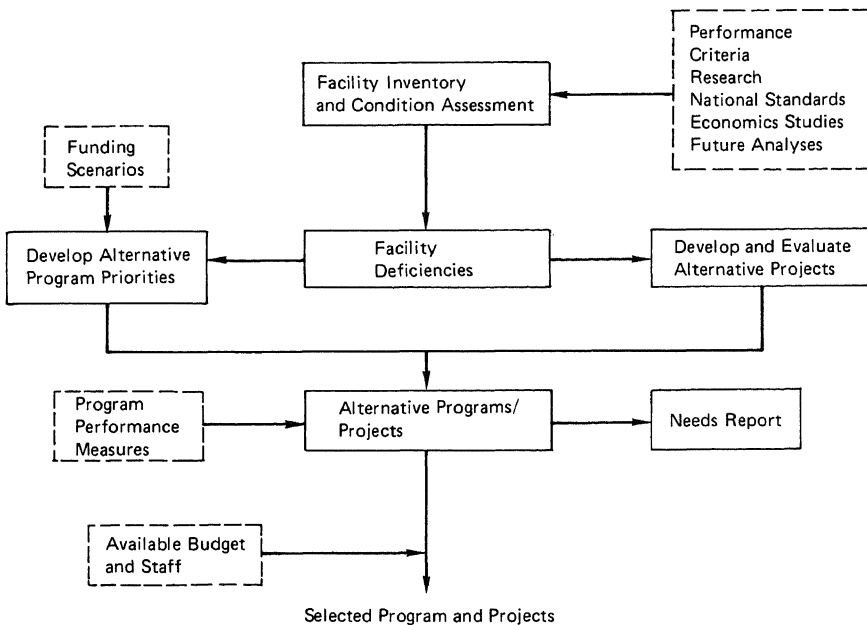 Performance
Criteria
Research
National Standards
Economics Studies
Future Analyses
Facility Inventory
and Condition Assessment
Funding
Scenarios
Develop Alternative
Program Priorities
Facility
Deficiencies
Develop and Evaluate
Alternative Projects
Program
Performance
Measures
Alternative Programs/
Projects
Needs Report
Available Budget
and Staff
Selected Program and Projects